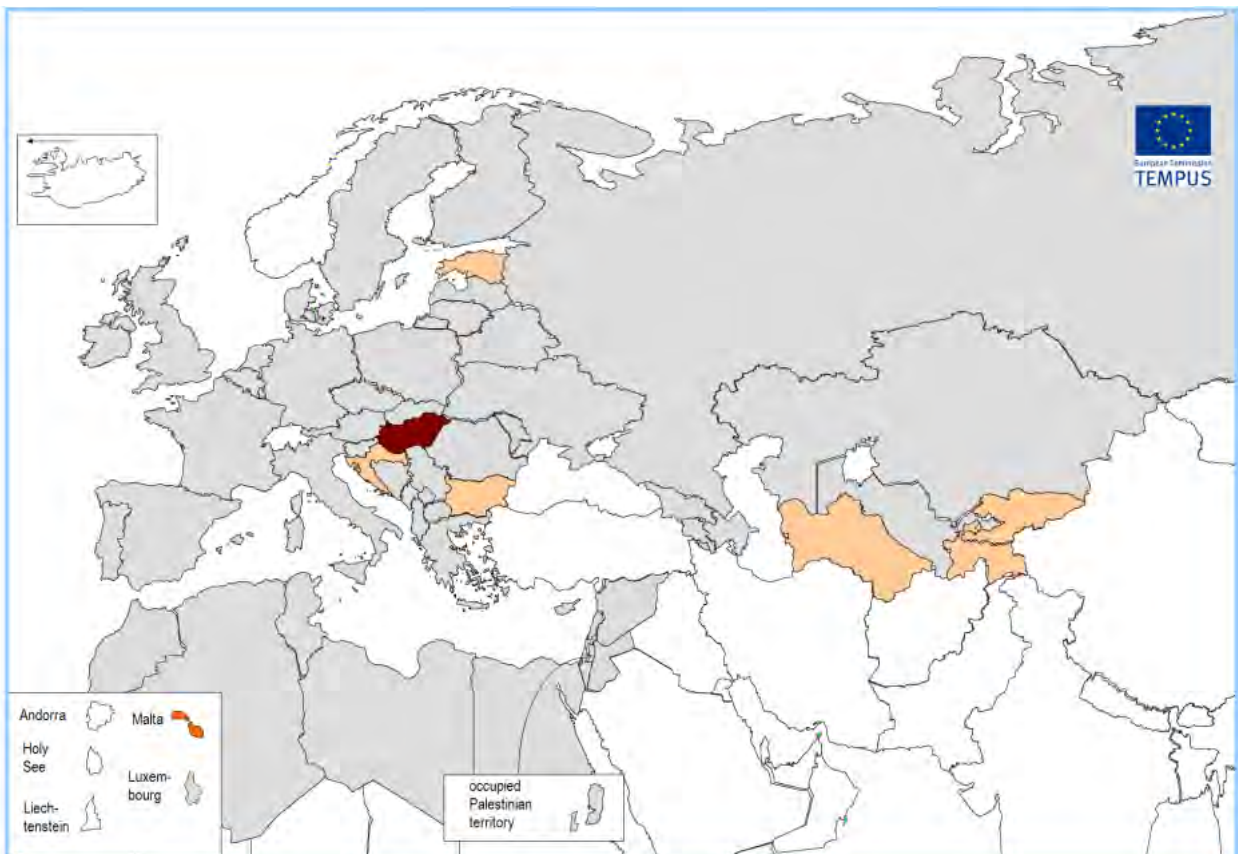 European Commission
TEMPUS
Andorra
Malta
Holy
See
Luxem-
bourg
Liech-
tenstein
occupied
Palestinian
territory